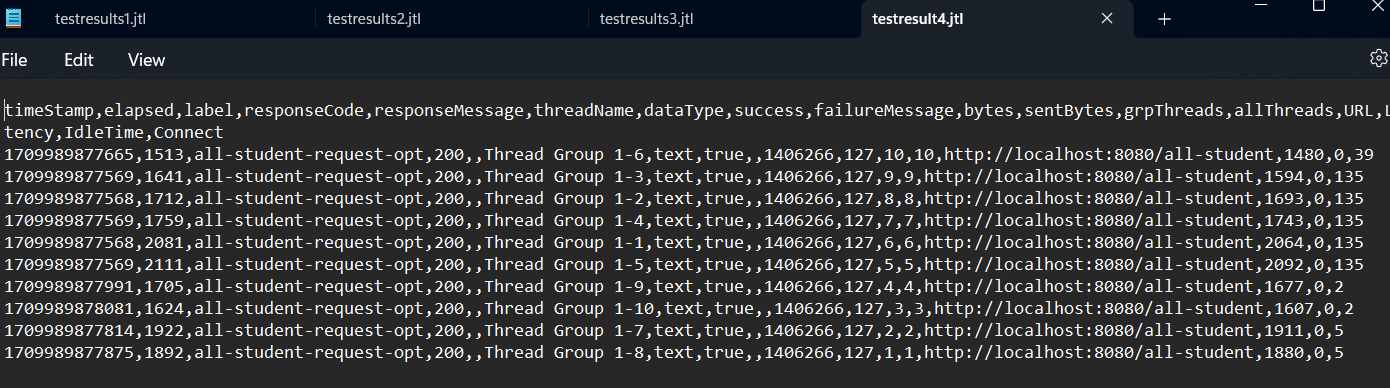 testresults1.jtl testresults2.jtl testresults3.jtl testresult4.jtl
File Edit View
timeStamp,elapsed,label,responseCode,responseMessage,threadName,dataType,success,failureMessage,bytes,sentBytes,grpThreads,allThreads,URL,
tency,IdleTime,Connect
1709989877665,1513,all-student-request-opt,200,,Thread Group 1-6,text,true,,1406266,127,10,10,http://localhost:8080/all-student,1480,0,39
1709989877569,1641,all-student-request-opt,200,,Thread Group 1-3,text,true,,1406266,127,9,9,http://localhost:8080/all-student,1594,0,135
1709989877568,1712,all-student-request-opt,200,,Thread Group 1-2,text,true,,1406266,127,8,8,http://localhost:8080/all-student,1693,0,135
1709989877569,1759,all-student-request-opt,200,,Thread Group 1-4,text,true,,1406266,127,7,7,http://localhost:8080/all-student,1743,0,135
1709989877568,2081,all-student-request-opt,200,,Thread Group 1-1,text,true,,1406266,127,6,6,http://localhost:8080/all-student,2064,0,135
1709989877569,2111,all-student-request-opt,200,,Thread Group 1-5,text,true,,1406266,127,5,5,http://localhost:8080/all-student,2092,0,135
1709989877991,1705,all-student-request-opt,200,,Thread Group 1-9,text,true,,1406266,127,4,4,http://localhost:8080/all-student,1677,0,2
1709989878081,1624,all-student-request-opt,200,,Thread Group 1-10,text,true,,1406266,127,3,3,http://localhost:8080/all-student,1607,0,2
1709989877814,1922,all-student-request-opt,200,,Thread Group 1-7,text,true,,1406266,127,2,2,http://localhost:8080/all-student,1911,0,5
1709989877875,1892,all-student-request-opt,200,,Thread Group 1-8,text,true,,1406266,127,1,1,http://localhost:8080/all-student,1880,0,5